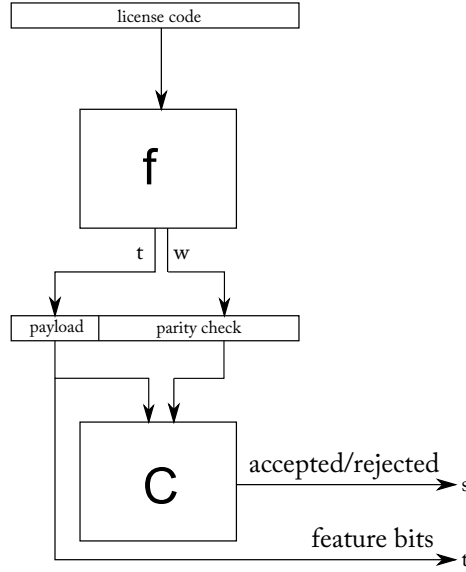 license code
f
t w
payload parity check
C
accepted/rejected
s
feature bits
t